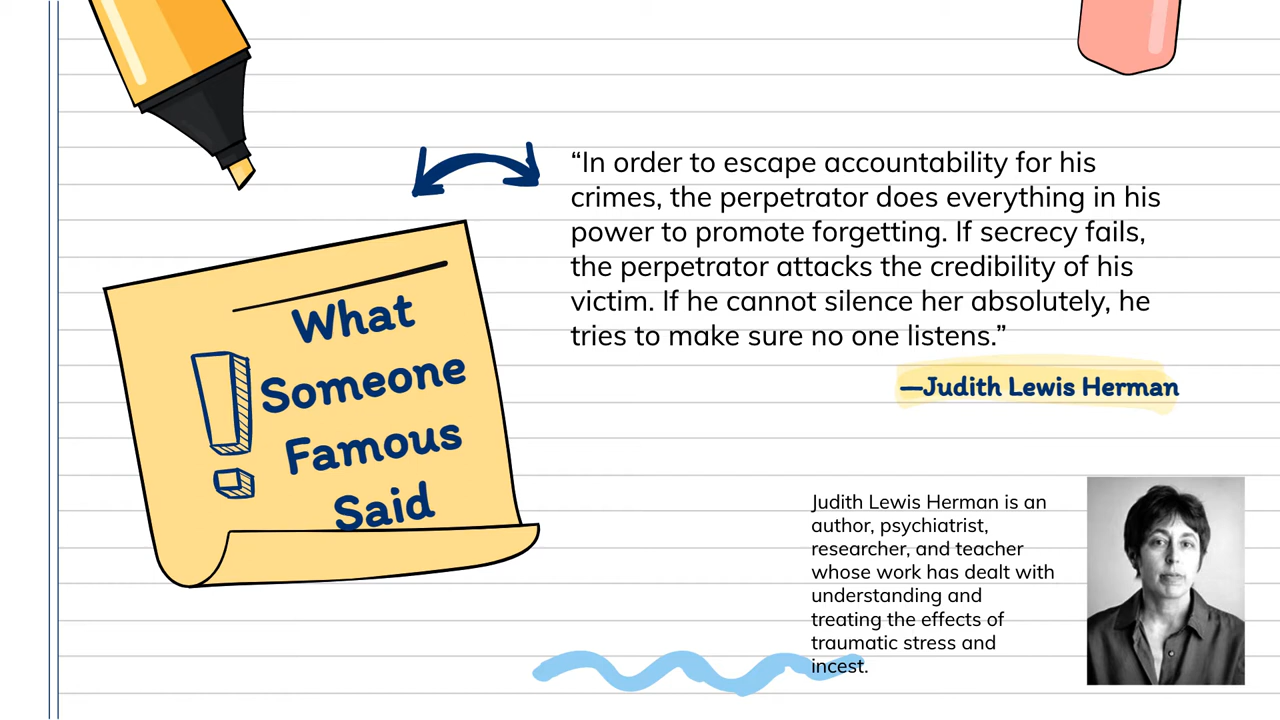 What
Someone
Famous
Said
“In order to escape accountability for his
crimes, the perpetrator does everything in his
power to promote forgetting. If secrecy fails,
the perpetrator attacks the credibility of his
victim. If he cannot silence her absolutely, he
tries to make sure no one listens.”
—Judith Lewis Herman
Judith Lewis Herman is an
author, psychiatrist,
researcher, and teacher
whose work has dealt with
understanding and
treating the effects of
traumatic stress and
incest.